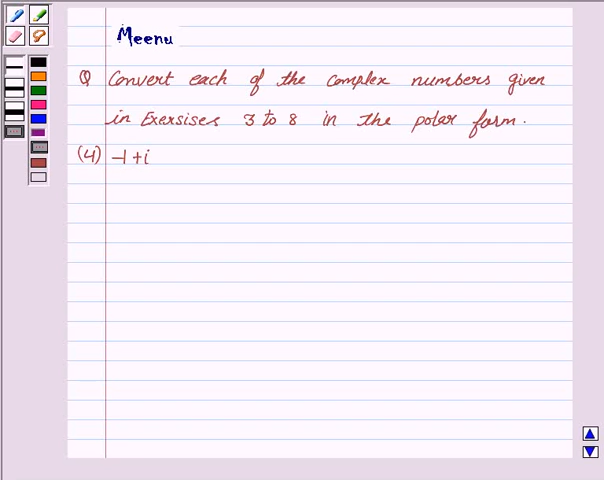 Meenu
Q Convert each of the complex numbers given
in Exersises 3 to 8 in the polar form.
(4) -1+i